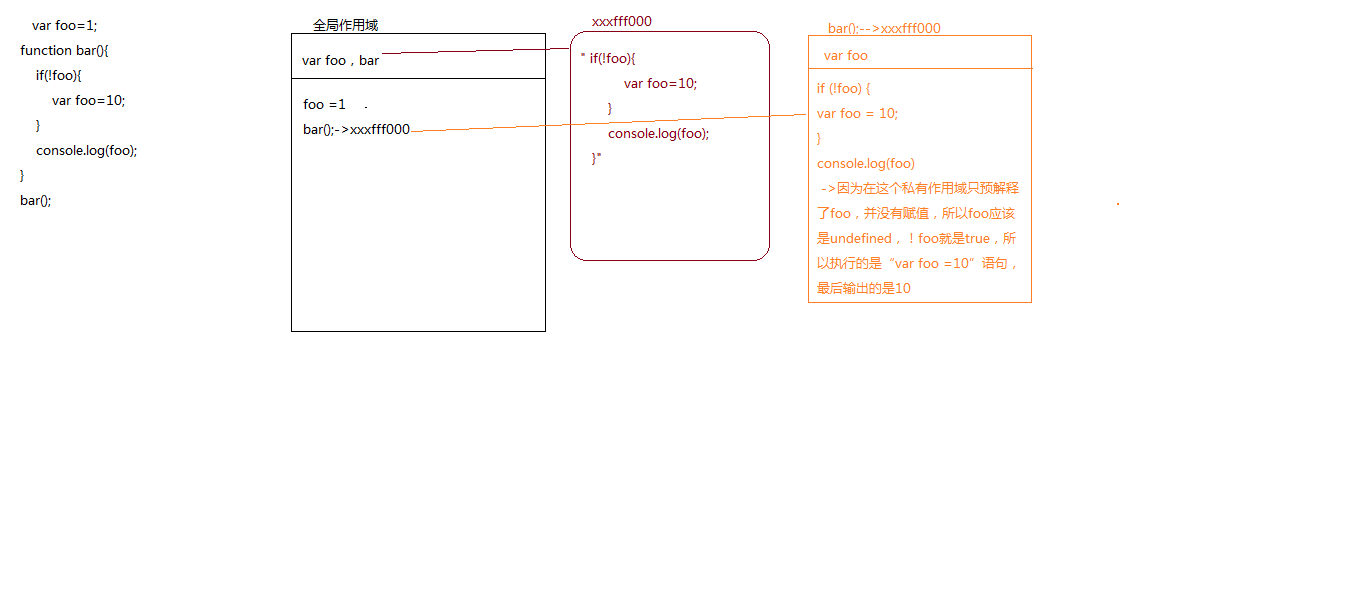 var foo=1;
function bar(){
if(!foo){
var foo=10;
}
console.log(foo);
}
bar();
全局作用域
var foo，bar
foo =1
bar();->xxxfff000
xxxfff000
" if(!foo){
var foo=10;
}
console.log(foo);
}"
bar();-->xxxfff000
var foo
if (!foo) {
var foo = 10;
}
console.log(foo)
->因为在这个私有作用域只预解释
了foo，并没有赋值，所以foo应该
是undefined，！foo就是true，所
以执行的是“var foo =10”语句，
最后输出的是10